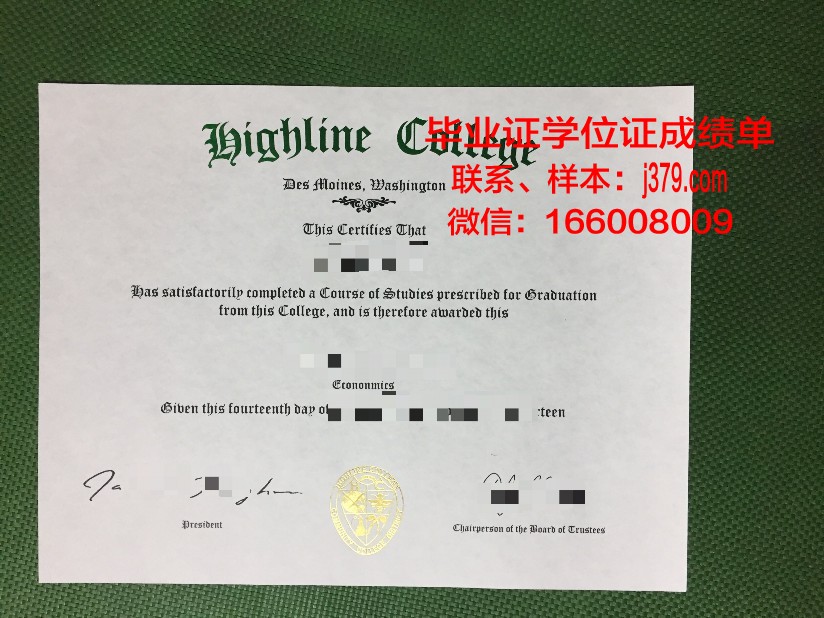 Highline College
毕业证学位证成绩单
Des Moines, Washington
联系、样本：j379.com
微信：166008009
This Certifies That
Has satisfactorily completed a Course of Studies prescribed for Graduation
from this College, and is therefore awarded this
Econonmics
Given this fourteenth day of
President
Chairperson of the Board of Trustees